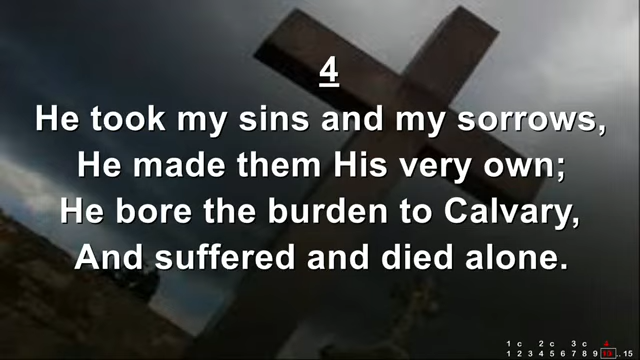 4
He took my sins and my sorrows,
He made them His very own;
He bore the burden to Calvary,
And suffered and died alone.
1 c 2 c 3 c 4
1 2 3 4 5 6 7 8 9 10 .. 15